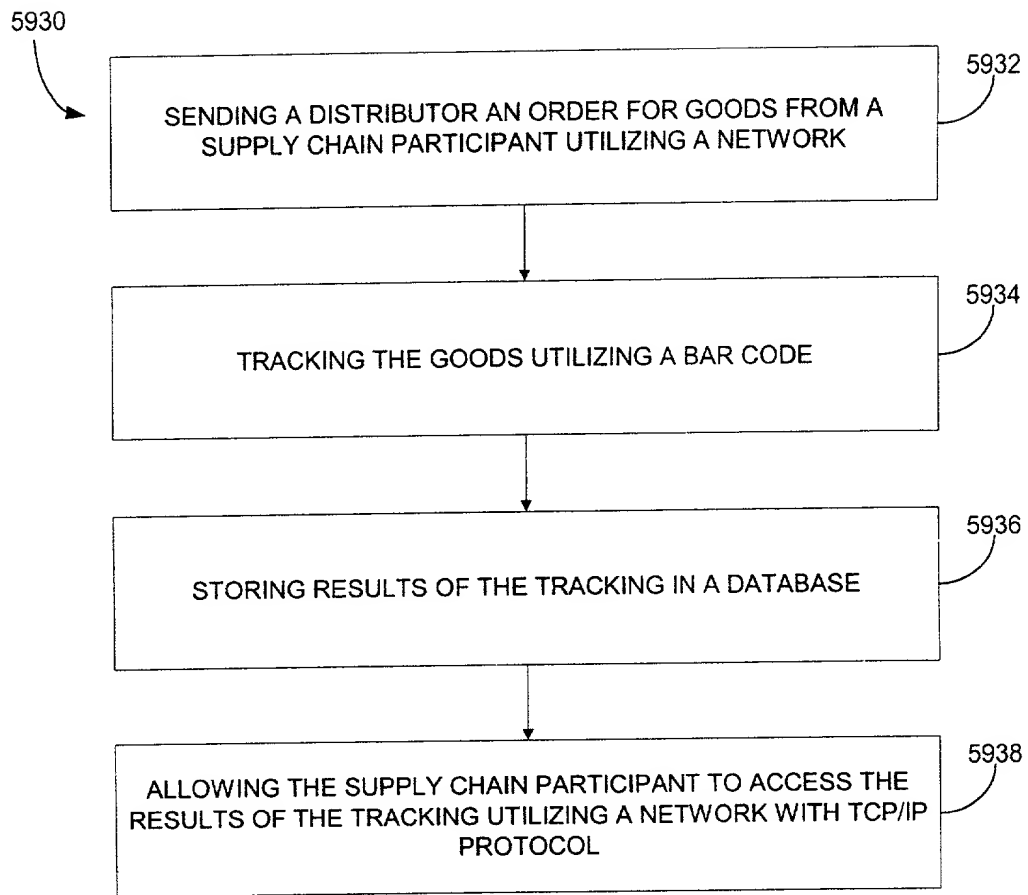 5930
5932
SENDING A DISTRIBUTOR AN ORDER FOR GOODS FROM A
SUPPLY CHAIN PARTICIPANT UTILIZING A NETWORK
5934
TRACKING THE GOODS UTILIZING A BAR CODE
5936
STORING RESULTS OF THE TRACKING IN A DATABASE
5938
ALLOWING THE SUPPLY CHAIN PARTICIPANT TO ACCESS THE
RESULTS OF THE TRACKING UTILIZING A NETWORK WITH TCP/IP
PROTOCOL